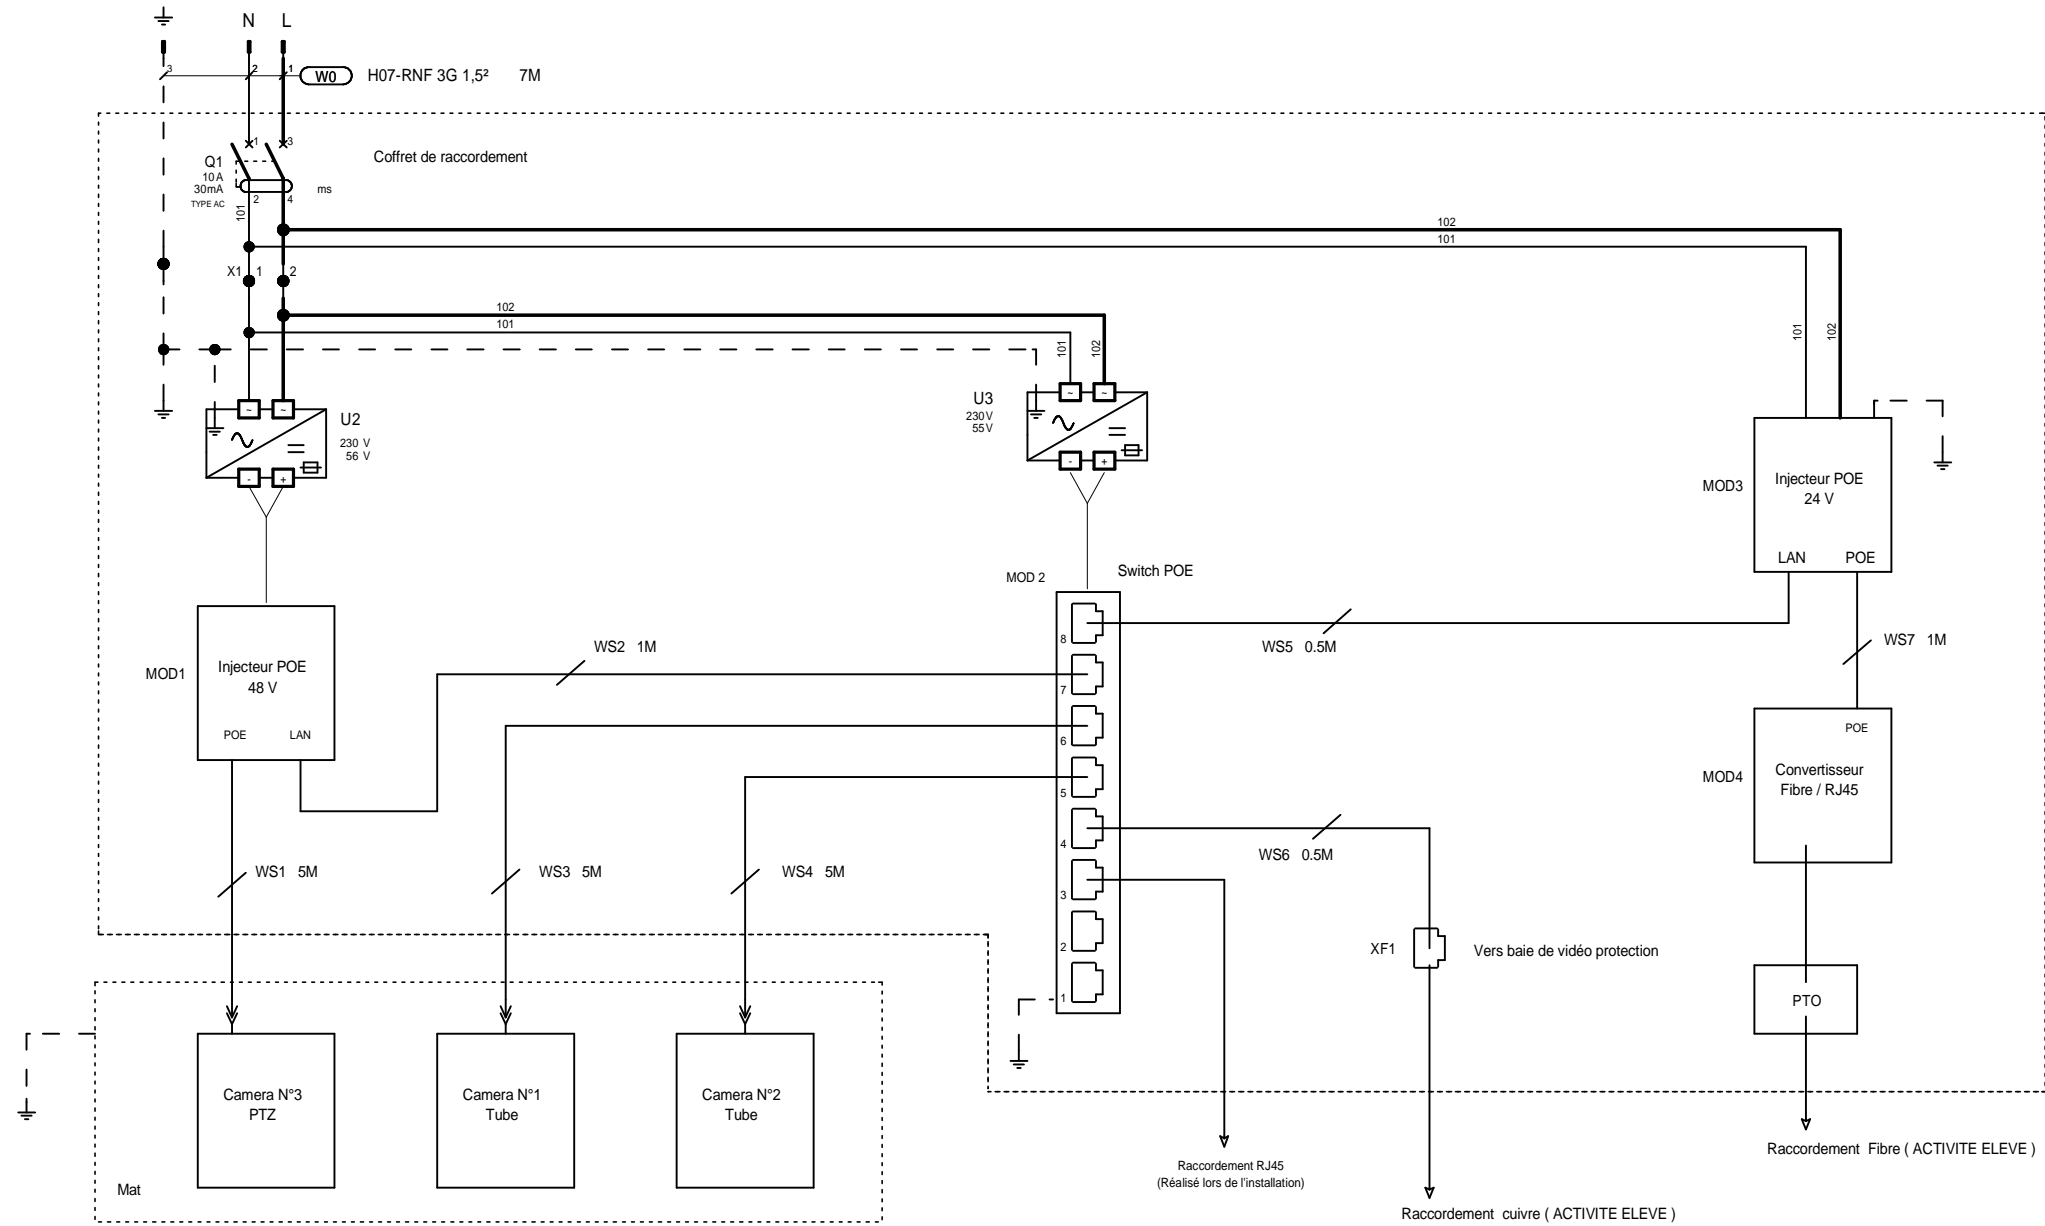 N L
3 2 1
W0 H07-RNF 3G 1,5² 7M
Coffret de raccordement
1 3
Q1
10A
30mA
TYPE AC
ms
2 4
101
102
101
X1 1 2
102
101
101
102
101
102
~ ~
U2
230 V
56 V
- +
~ ~
U3
230V
55V
- +
MOD3
Injecteur POE
24 V
LAN POE
MOD 2
Switch POE
8
7
6
5
4
3
2
1
MOD1
Injecteur POE
48 V
POE LAN
WS2 1M
WS5 0.5M
WS7 1M
MOD4
POE
Convertisseur
Fibre / RJ45
WS6 0.5M
WS1 5M
WS3 5M
WS4 5M
XF1
Vers baie de vidéo protection
PTO
Camera N°3
PTZ
Camera N°1
Tube
Camera N°2
Tube
Mat
Raccordement RJ45
(Réalisé lors de l'installation)
Raccordement Fibre ( ACTIVITE ELEVE )
Raccordement cuivre ( ACTIVITE ELEVE )